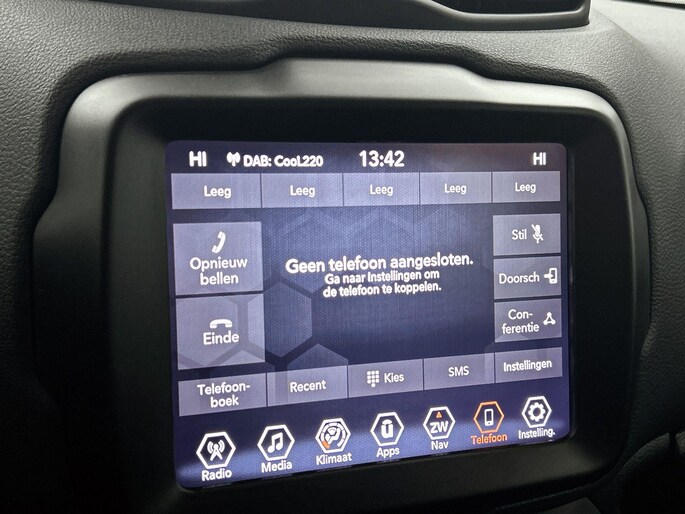 HI DAB: CooL220 13:42 HI
Leeg Leeg Leeg Leeg Leeg
Opnieuw
bellen
Geen telefoon aangesloten.
Ga naar Instellingen om
de telefoon te koppelen.
Stil
Doorsch
Con-
ferentie
Einde
Telefoon-
boek
Recent
Kies
SMS
Instellingen
Radio
Media
Klimaat
Apps
ZW
Nav
Telefoon
Instelling.